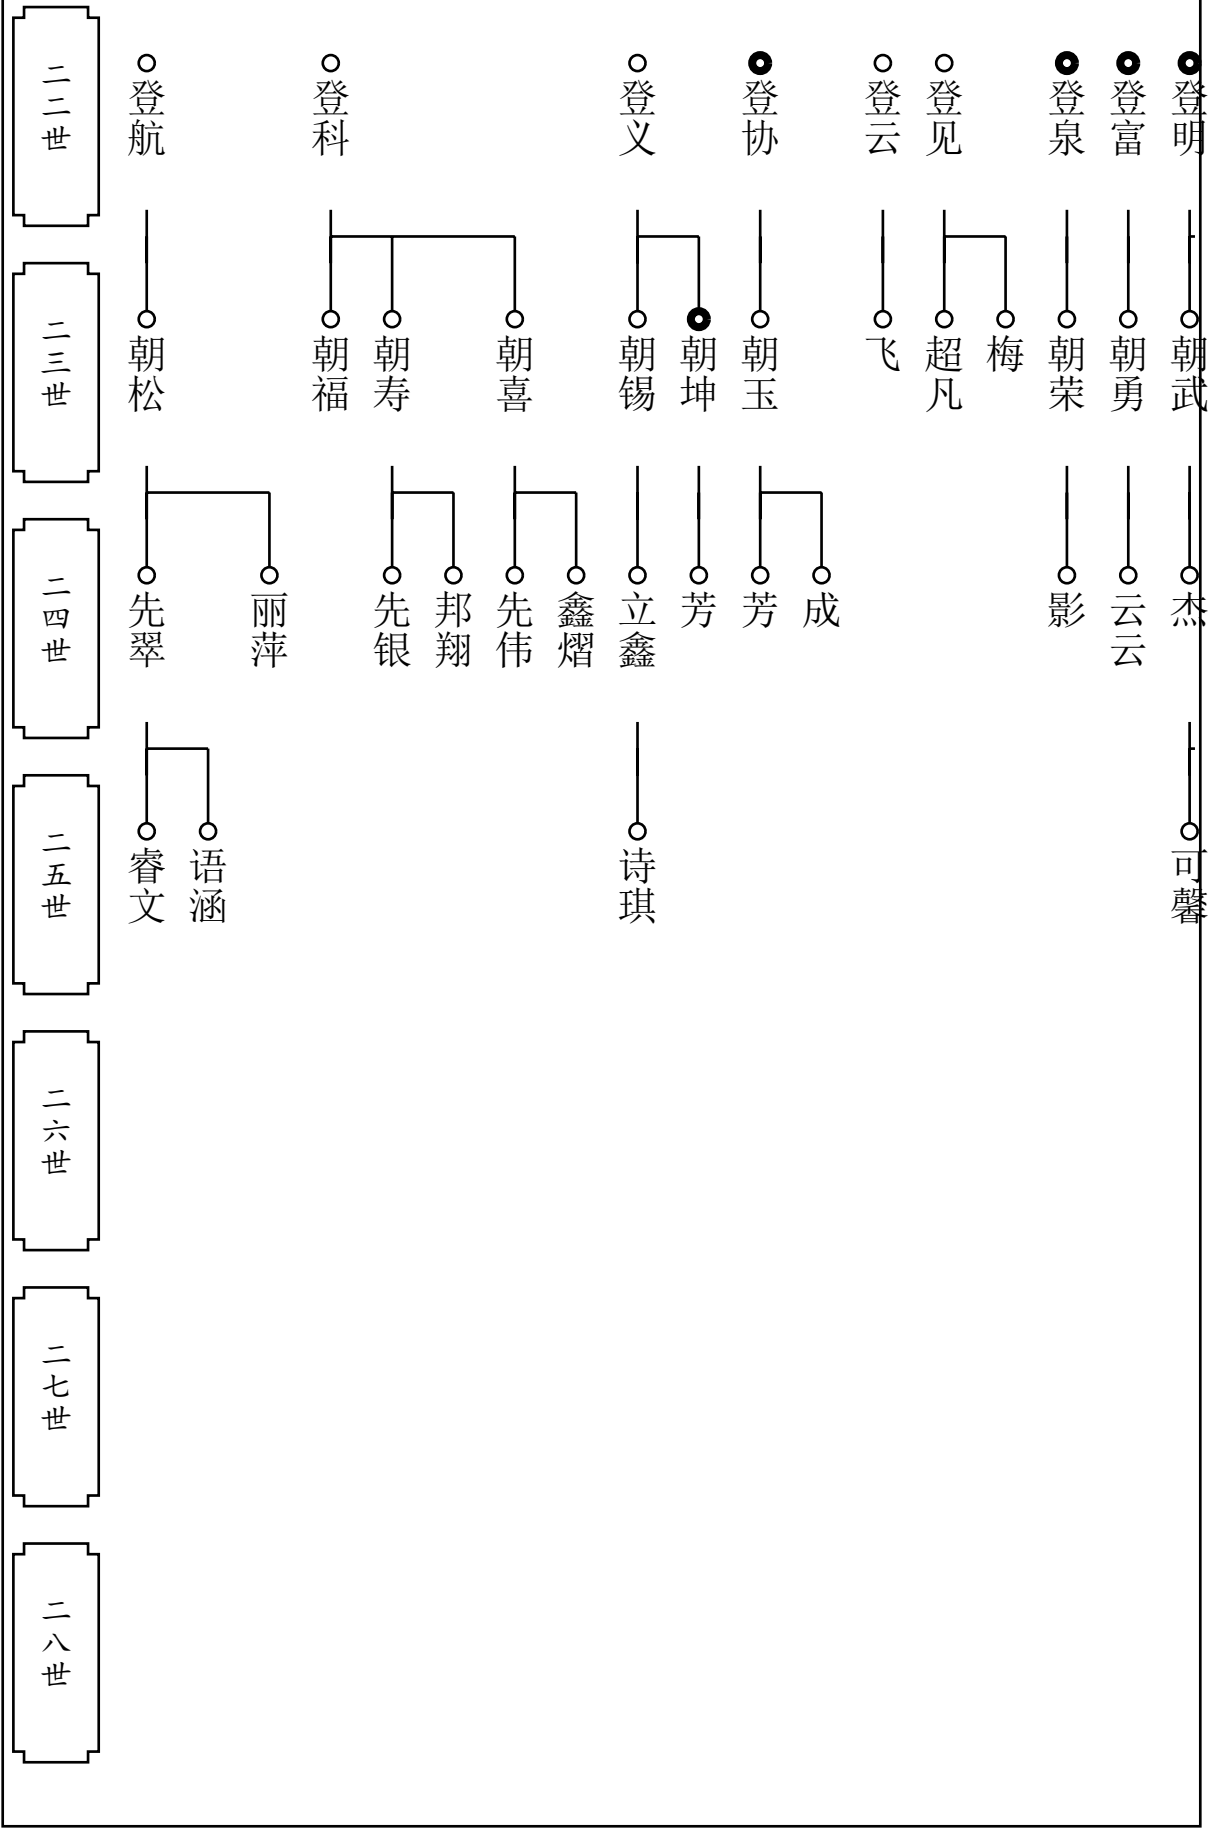 二二世
登航
登科
登义
登协
登云
登见
登泉
登富
登明
二三世
朝松
朝福
朝寿
朝喜
朝锡
朝坤
朝玉
飞
超凡
梅
朝荣
朝勇
朝武
二四世
先翠
丽萍
先银
邦翔
先伟
鑫熠
立鑫
芳
芳
成
影
云云
杰
二五世
睿文
语涵
诗琪
可馨
二六世
二七世
二八世